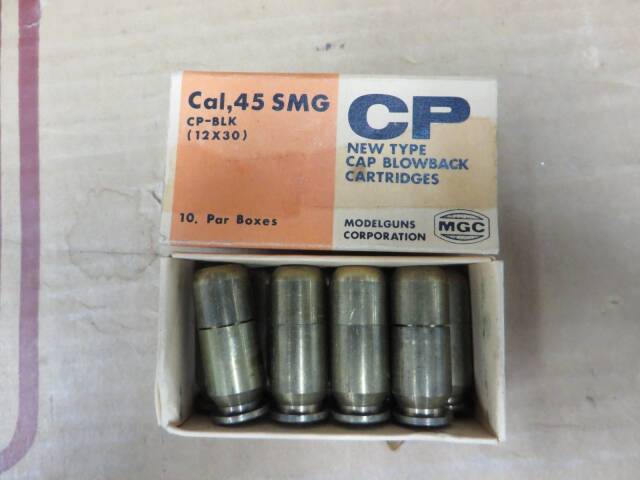 Cal,45 SMG
CP-BLK
(12X30)
10. Par Boxes
CP
NEW TYPE
CAP BLOWBACK
CARTRIDGES
MODELGUNS
CORPORATION
MGC